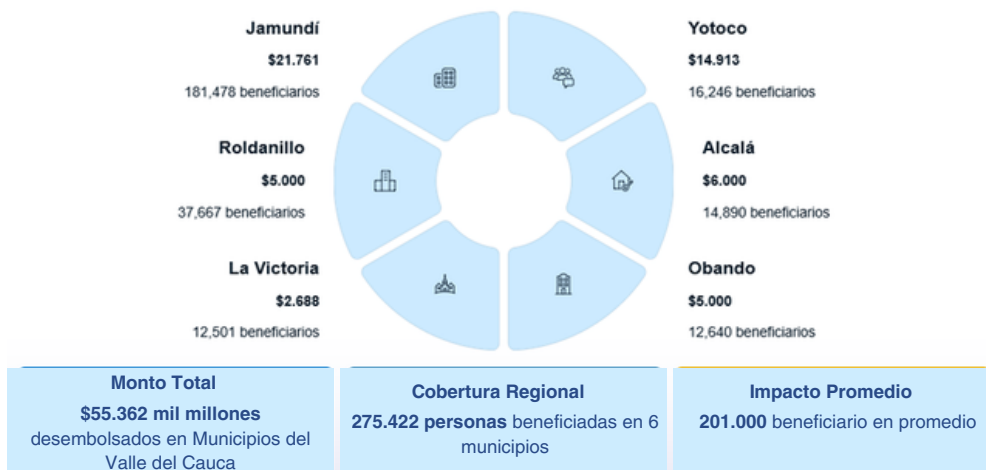 Jamundí
$21.761
181,478 beneficiarios
Yotoco
$14.913
16,246 beneficiarios
Roldanillo
$5.000
37,667 beneficiarios
Alcalá
$6.000
14,890 beneficiarios
La Victoria
$2.688
12,501 beneficiarios
Obando
$5.000
12,640 beneficiarios
Monto Total
$55.362 mil millones
desembolsados en Municipios del
Valle del Cauca
Cobertura Regional
275.422 personas beneficiadas en 6
municipios
Impacto Promedio
201.000 beneficiario en promedio